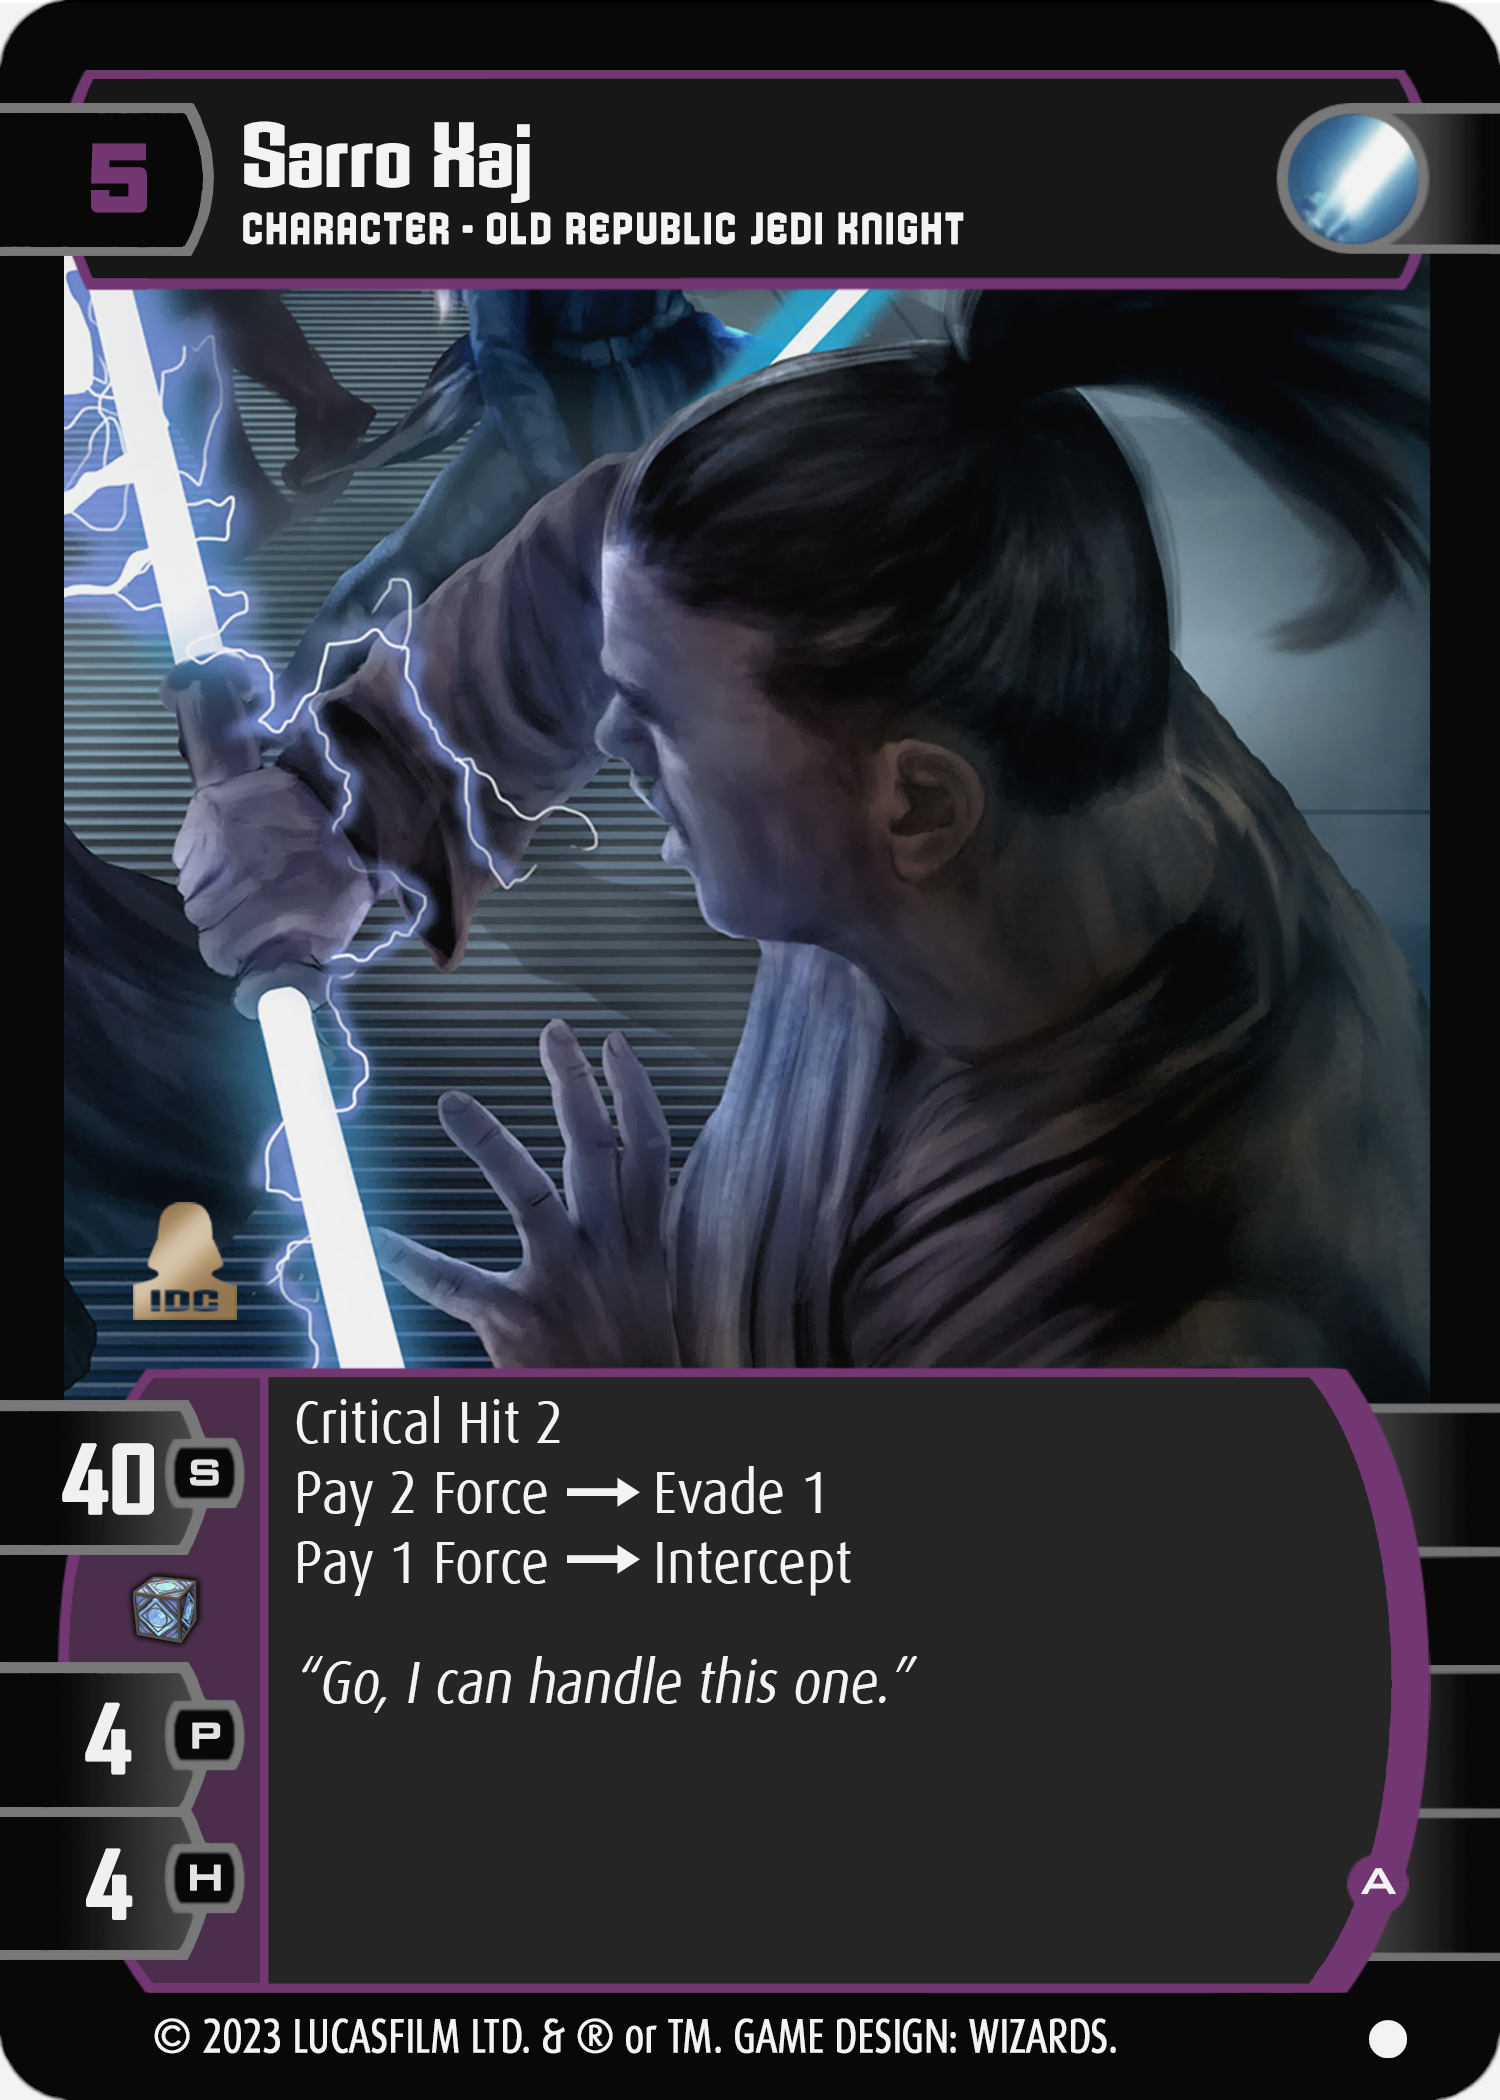 5
Sarro Xaj
CHARACTER - OLD REPUBLIC JEDI KNIGHT
IDC
40 S
4 P
4 H
Critical Hit 2
Pay 2 Force → Evade 1
Pay 1 Force → Intercept
“Go, I can handle this one.”
A
© 2023 LUCASFILM LTD. & ® or TM. GAME DESIGN: WIZARDS.